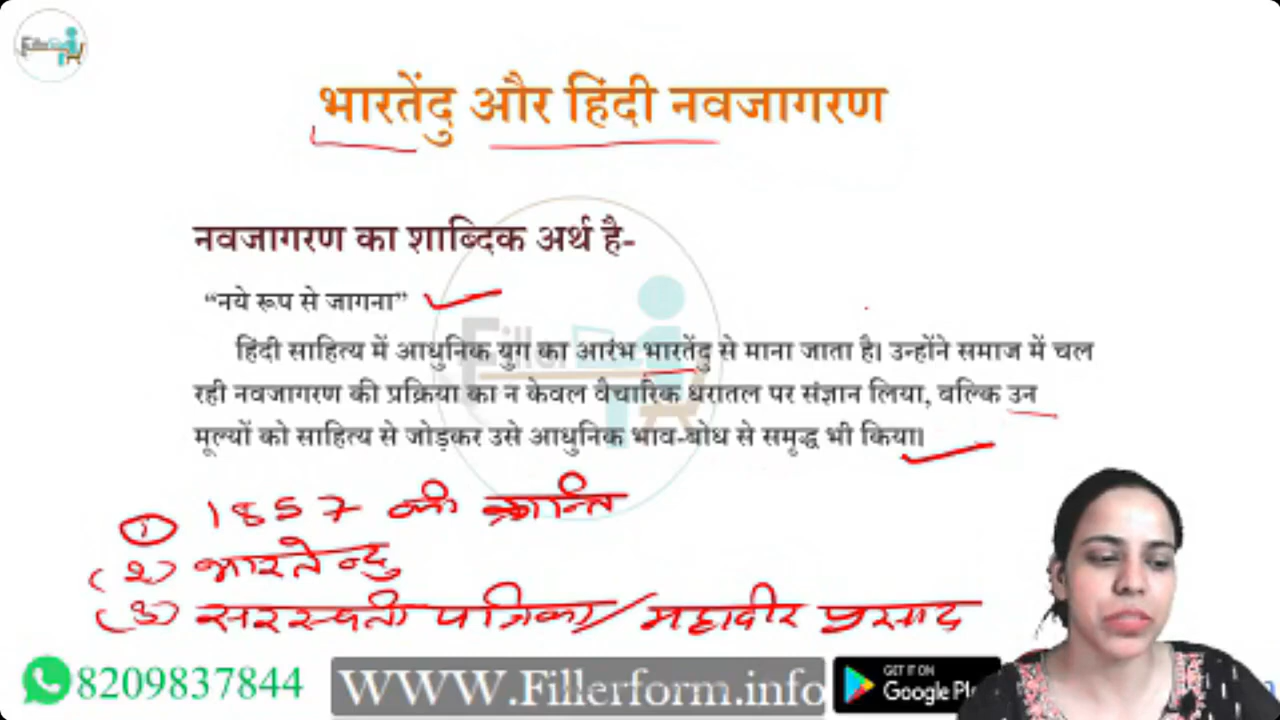 Filler
भारतेंदु और हिंदी नवजागरण
नवजागरण का शाब्दिक अर्थ है-
“नये रूप से जागना”
हिंदी साहित्य में आधुनिक युग का आरंभ भारतेंदु से माना जाता है। उन्होंने समाज में चल
रही नवजागरण की प्रक्रिया का न केवल वैचारिक धरातल पर संज्ञान लिया, बल्कि उन
मूल्यों को साहित्य से जोड़कर उसे आधुनिक भाव-बोध से समृद्ध भी किया।
① 1857 की क्रान्ति
(2) भारतेन्दु
(3) सरस्वती पत्रिका/महावीर प्रसाद
8209837844
WWW.Fillerform.info
GET IT ON
Google Pl